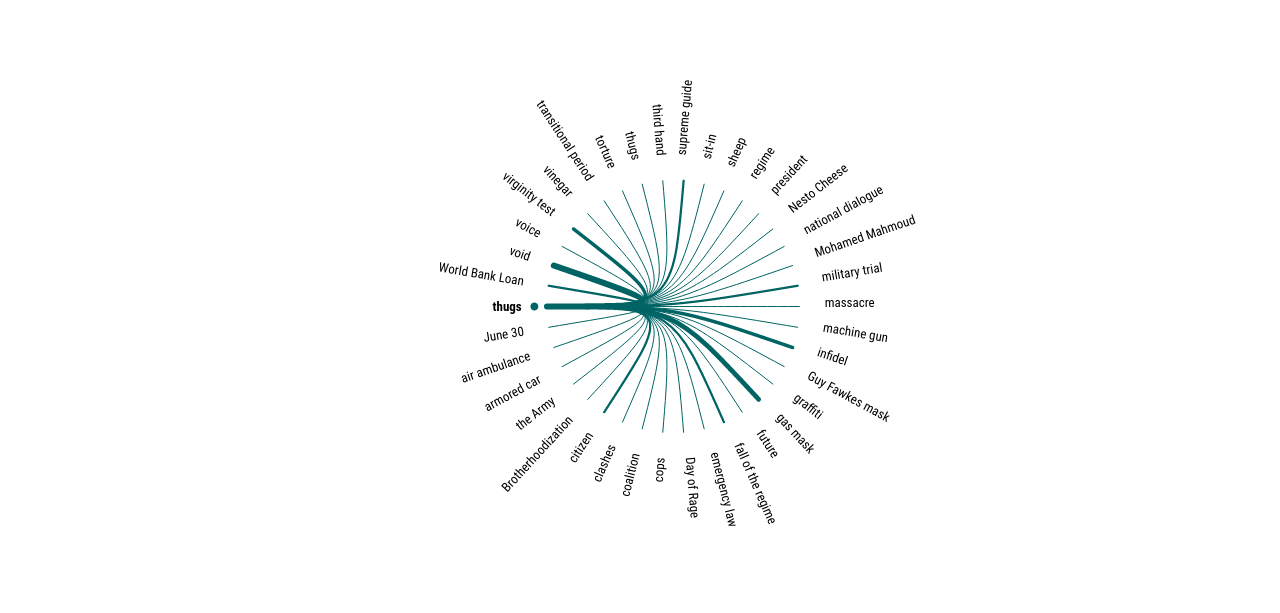 supreme guide
sit-in
sheep
regime
president
Nesto Cheese
national dialogue
Mohamed Mahmoud
military trial
massacre
machine gun
infidel
Guy Fawkes mask
graffiti
gas mask
future
fall of the regime
emergency law
Day of Rage
cops
coalition
clashes
citizen
Brotherhoodization
the Army
armored car
air ambulance
June 30
thugs
World Bank Loan
void
voice
virginity test
vinegar
transitional period
torture
thugs
third hand